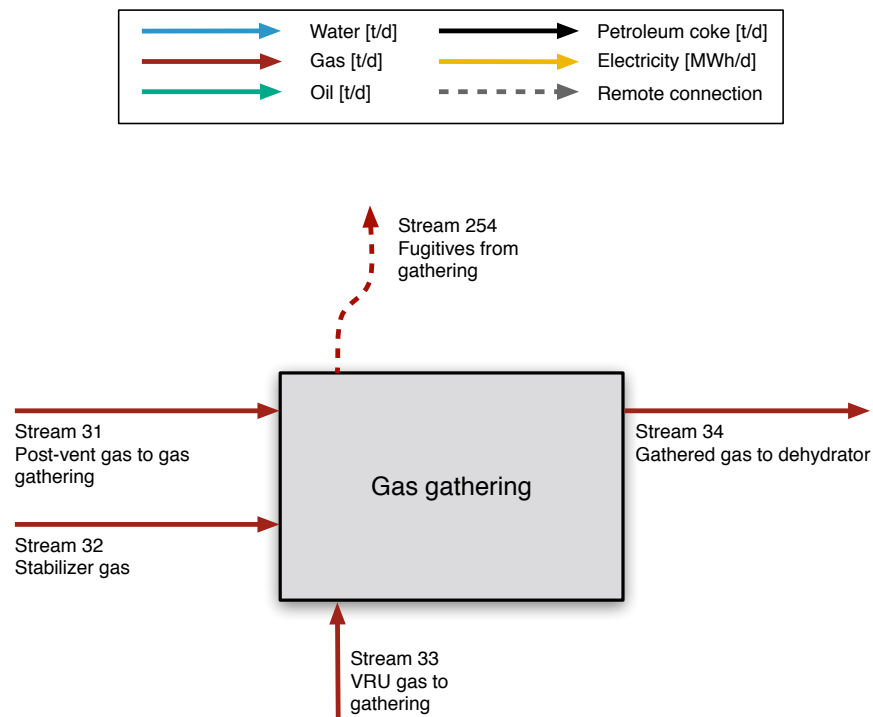 Water [t/d]
Petroleum coke [t/d]
Gas [t/d]
Electricity [MWh/d]
Oil [t/d]
Remote connection
Stream 254
Fugitives from
gathering
Stream 31
Post-vent gas to gas
gathering
Stream 34
Gathered gas to dehydrator
Gas gathering
Stream 32
Stabilizer gas
Stream 33
VRU gas to
gathering